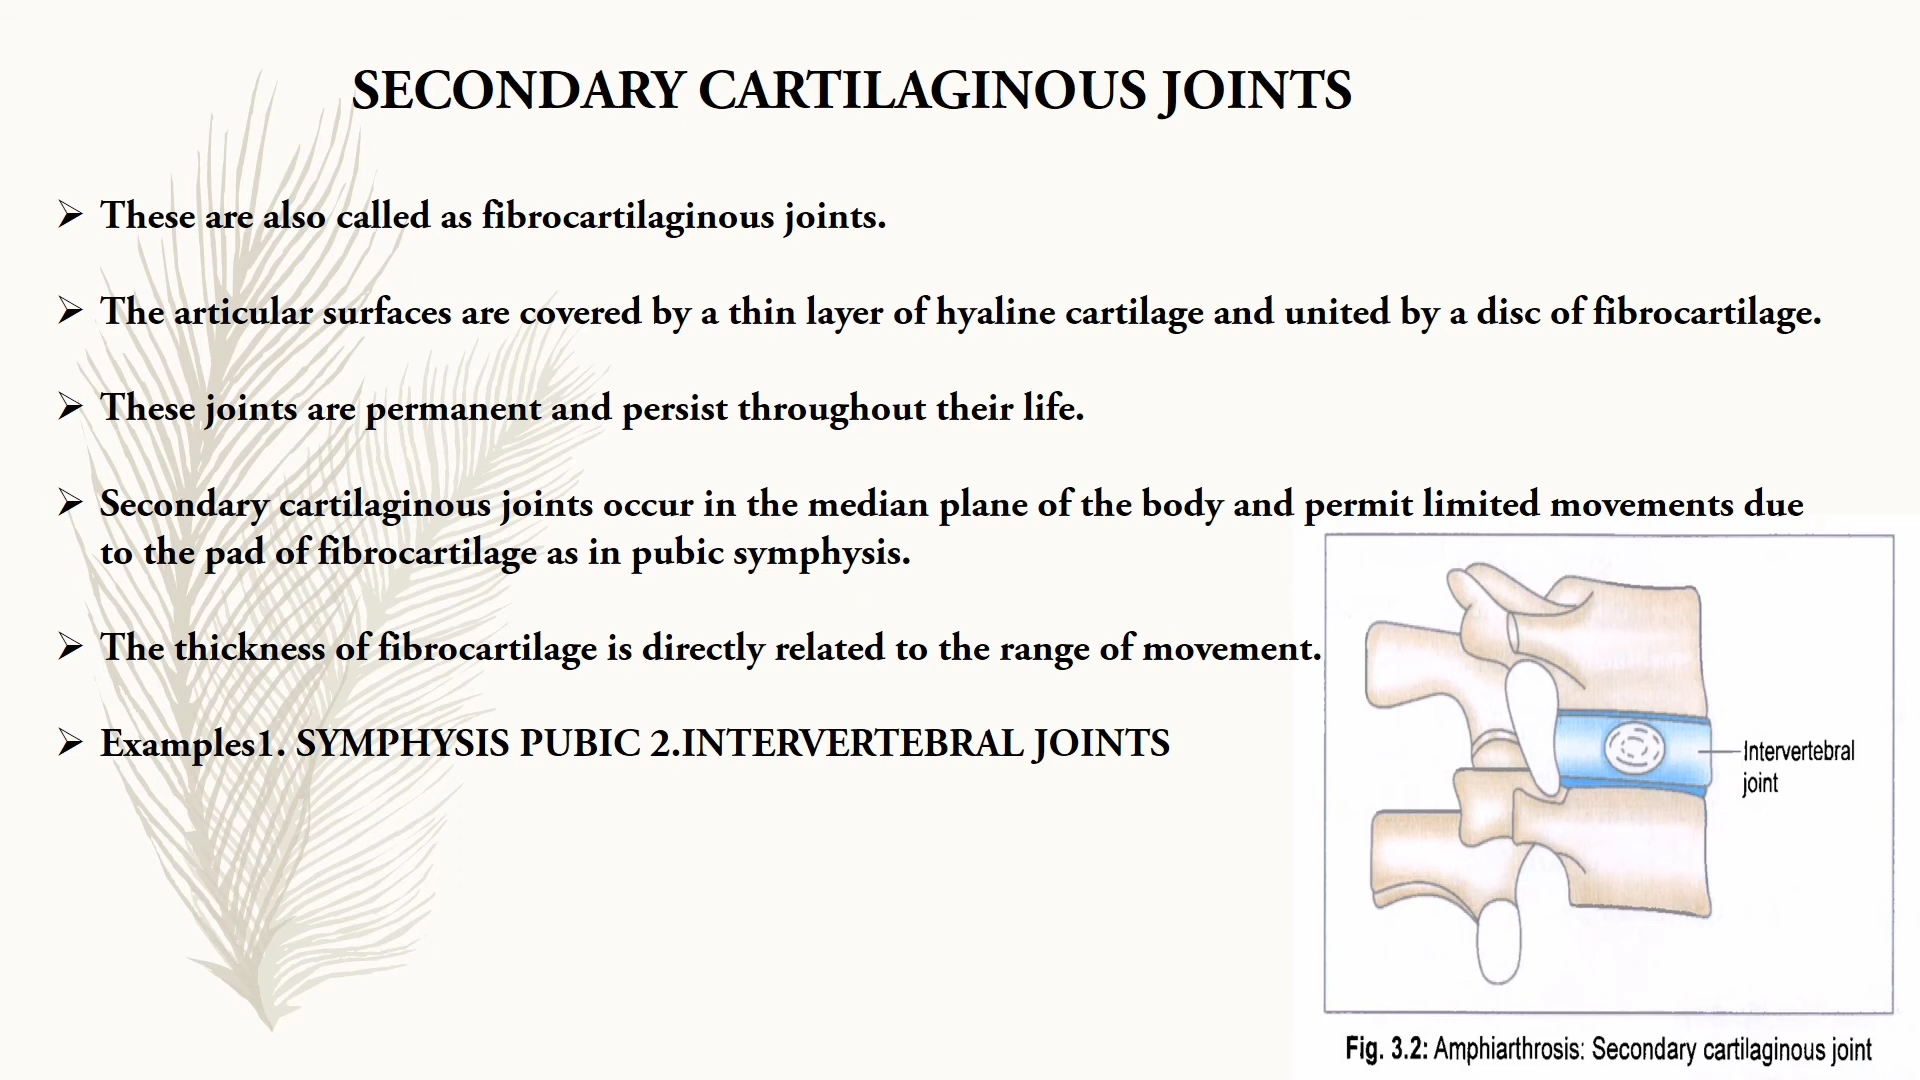 SECONDARY CARTILAGINOUS JOINTS
➢ These are also called as fibrocartilaginous joints.
➢ The articular surfaces are covered by a thin layer of hyaline cartilage and united by a disc of fibrocartilage.
➢ These joints are permanent and persist throughout their life.
➢ Secondary cartilaginous joints occur in the median plane of the body and permit limited movements due
to the pad of fibrocartilage as in pubic symphysis.
➢ The thickness of fibrocartilage is directly related to the range of movement.
➢ Examples1. SYMPHYSIS PUBIC 2.INTERVERTEBRAL JOINTS
Intervertebral
joint
Fig. 3.2: Amphiarthrosis: Secondary cartilaginous joint